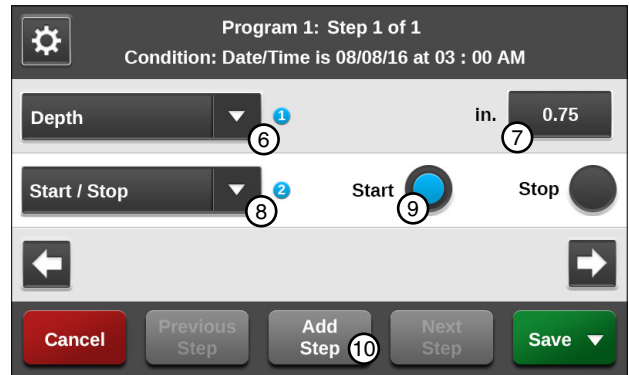 Program 1: Step 1 of 1
Condition: Date/Time is 08/08/16 at 03 : 00 AM
Depth 6 1 in. 0.75 7
Start / Stop 8 2 Start 9 Stop
Cancel Previous Step Add Step 10 Next Step Save